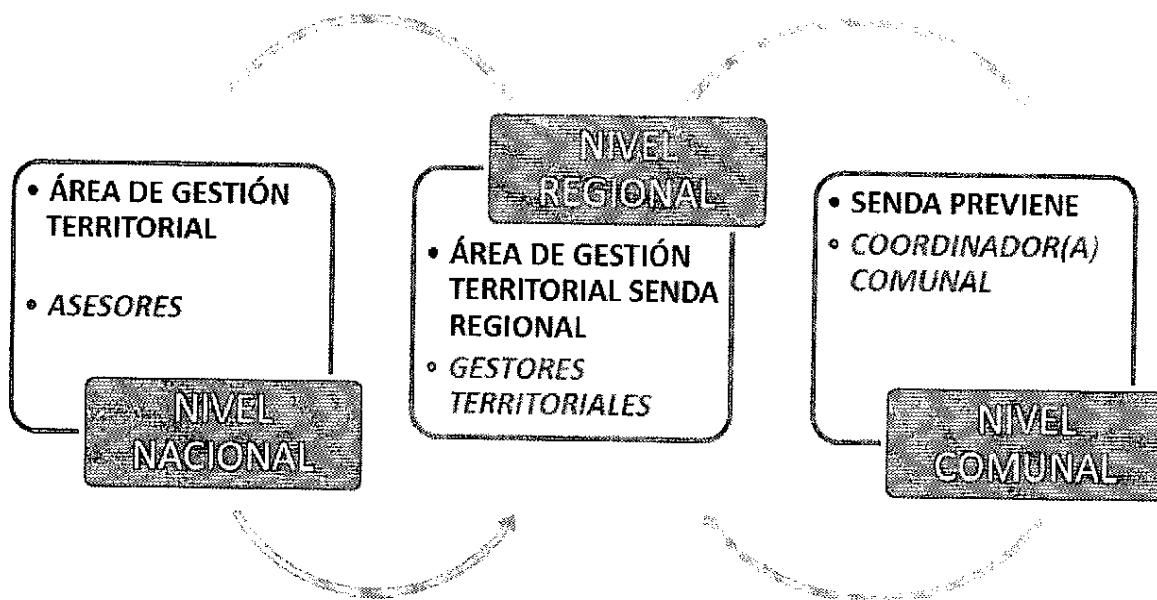 • ÁREA DE GESTIÓN
TERRITORIAL
• ASESORES
NIVEL
NACIONAL
NIVEL
REGIONAL
• ÁREA DE GESTIÓN
TERRITORIAL SENDA
REGIONAL
• GESTORES
TERRITORIALES
• SENDA PREVIENE
• COORDINADOR(A)
COMUNAL
NIVEL
COMUNAL